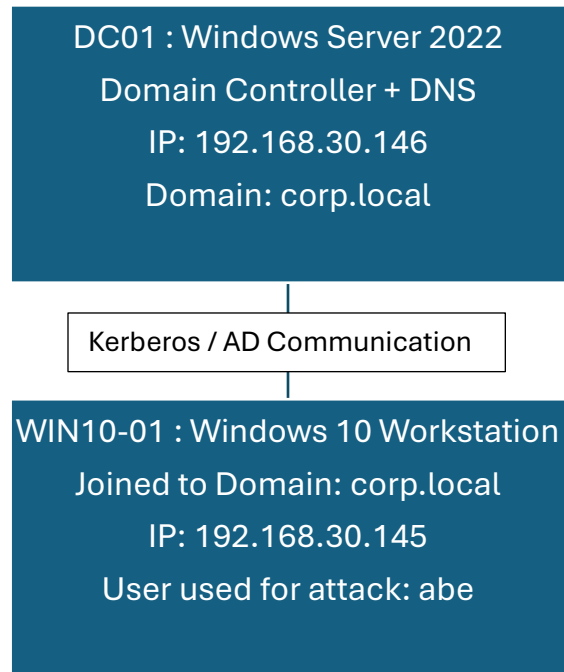 DC01 : Windows Server 2022
Domain Controller + DNS
IP: 192.168.30.146
Domain: corp.local
Kerberos / AD Communication
WIN10-01 : Windows 10 Workstation
Joined to Domain: corp.local
IP: 192.168.30.145
User used for attack: abe